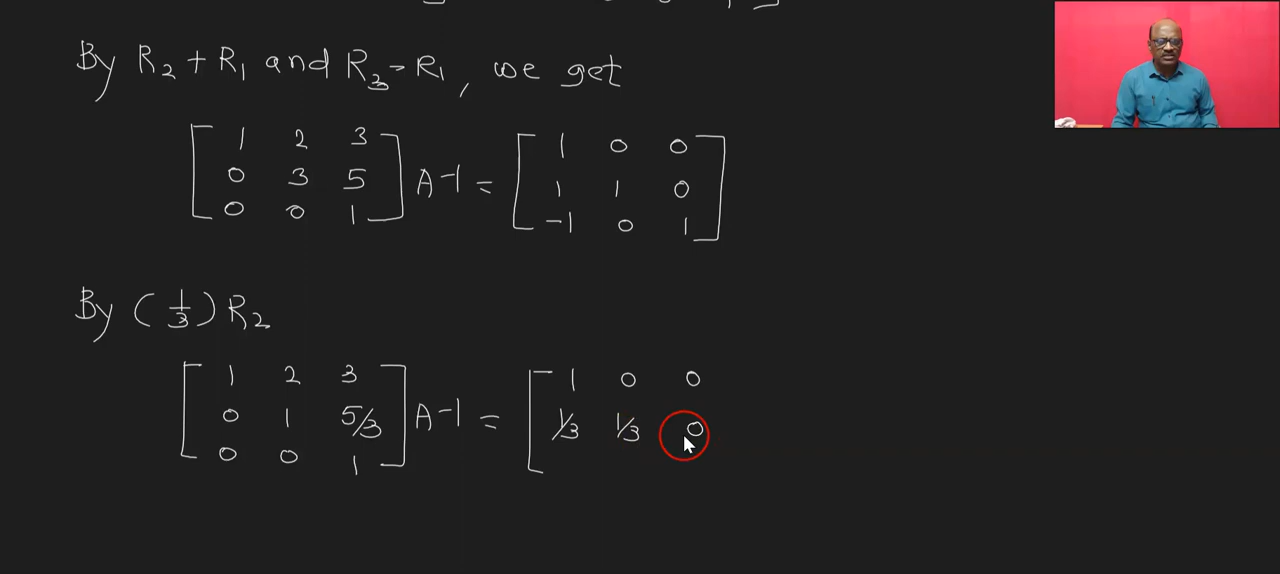 By R₂ + R₁ and R₃ - R₁, we get
[ 1 2 3 ; 0 3 5 ; 0 0 1 ] A-1 = [ 1 0 0 ; 1 1 0 ; -1 0 1 ]
By (1/3) R₂
[ 1 2 3 ; 0 1 5/3 ; 0 0 1 ] A-1 = [ 1 0 0 ; 1/3 1/3 0